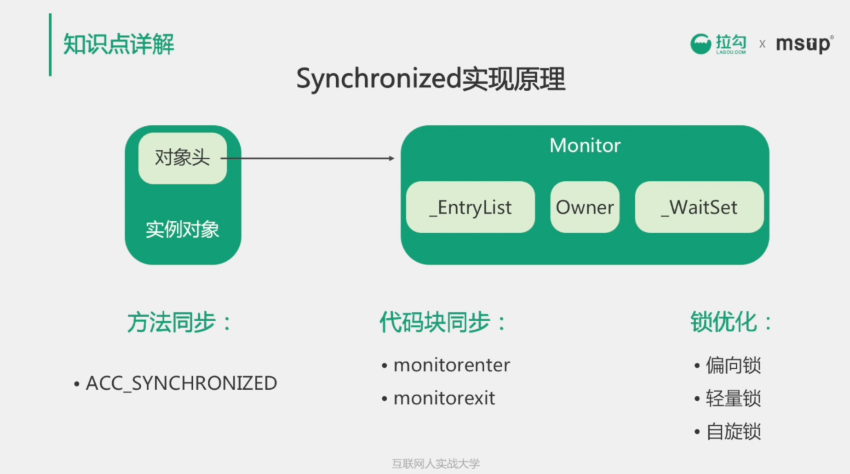 知识点详解
拉勾 x msup®
LAGOU.COM
Synchronized实现原理
对象头
实例对象
Monitor
_EntryList
Owner
_WaitSet
方法同步：
• ACC_SYNCHRONIZED
代码块同步：
• monitorenter
• monitorexit
锁优化：
• 偏向锁
• 轻量锁
• 自旋锁
互联网人实战大学